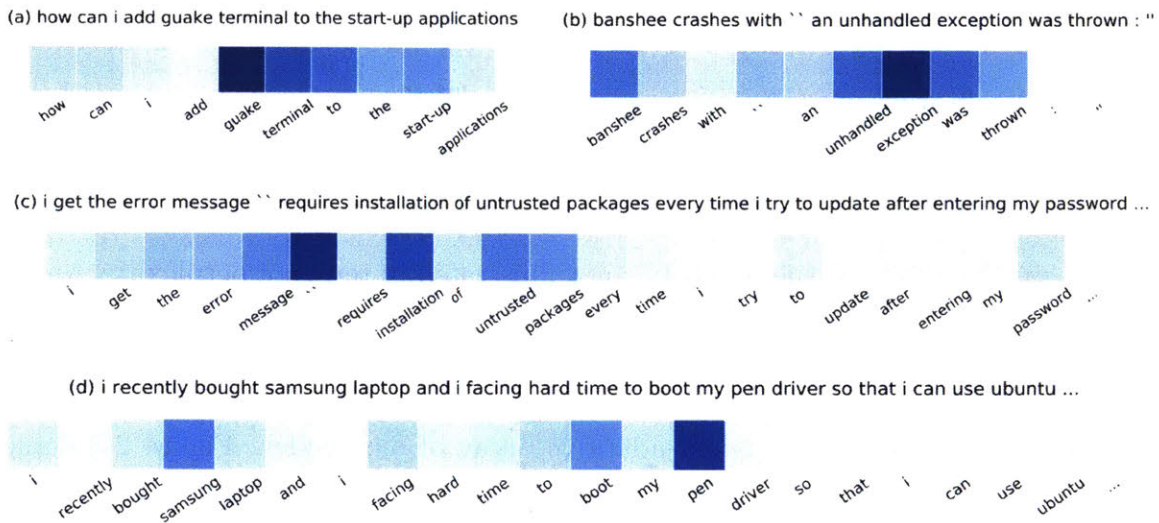 (a) how can i add guake terminal to the start-up applications
how can i add guake terminal to the start-up applications
(b) banshee crashes with `` an unhandled exception was thrown : "
banshee crashes with `` an unhandled exception was thrown : "
(c) i get the error message `` requires installation of untrusted packages every time i try to update after entering my password ...
i get the error message `` requires installation of untrusted packages every time i try to update after entering my password ...
(d) i recently bought samsung laptop and i facing hard time to boot my pen driver so that i can use ubuntu ...
i recently bought samsung laptop and i facing hard time to boot my pen driver so that i can use ubuntu ...